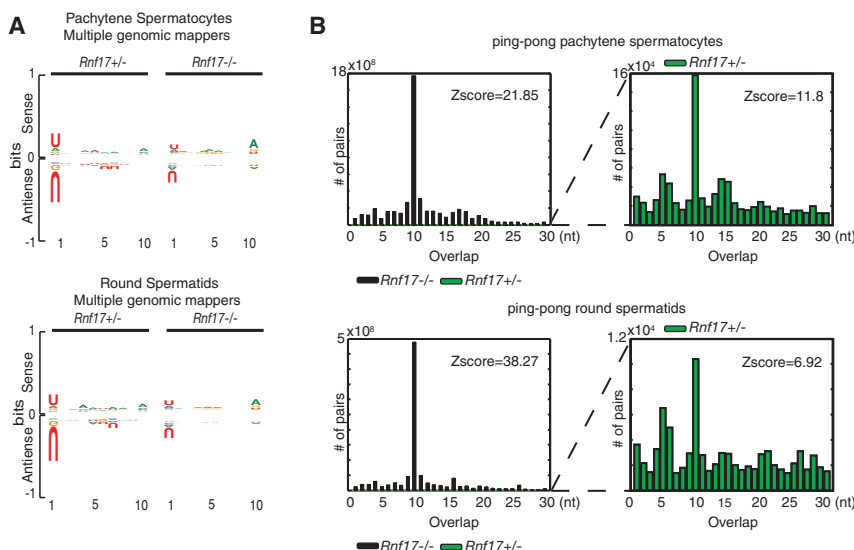 A
Pachytene Spermatocytes
Multiple genomic mappers
Rnf17+/- Rnf17-/-
1
Sense
0
Antiense bits
-1
1 5 10 1 5 10
Round Spermatids
Multiple genomic mappers
Rnf17+/- Rnf17-/-
1
Sense
0
Antiense bits
-1
1 5 10 1 5 10
B
ping-pong pachytene spermatocytes
18 x10⁸
Zscore=21.85
# of pairs
0
0 5 10 15 20 25 30 (nt)
Overlap
Rnf17-/- Rnf17+/-
Rnf17+/-
16 x10⁴
Zscore=11.8
# of pairs
0
0 5 10 15 20 25 30 (nt)
Overlap
ping-pong round spermatids
5 x10⁸
Zscore=38.27
# of pairs
0
0 5 10 15 20 25 30 (nt)
Overlap
Rnf17-/- Rnf17+/-
Rnf17+/-
1.2 x10⁴
Zscore=6.92
# of pairs
0
0 5 10 15 20 25 30 (nt)
Overlap